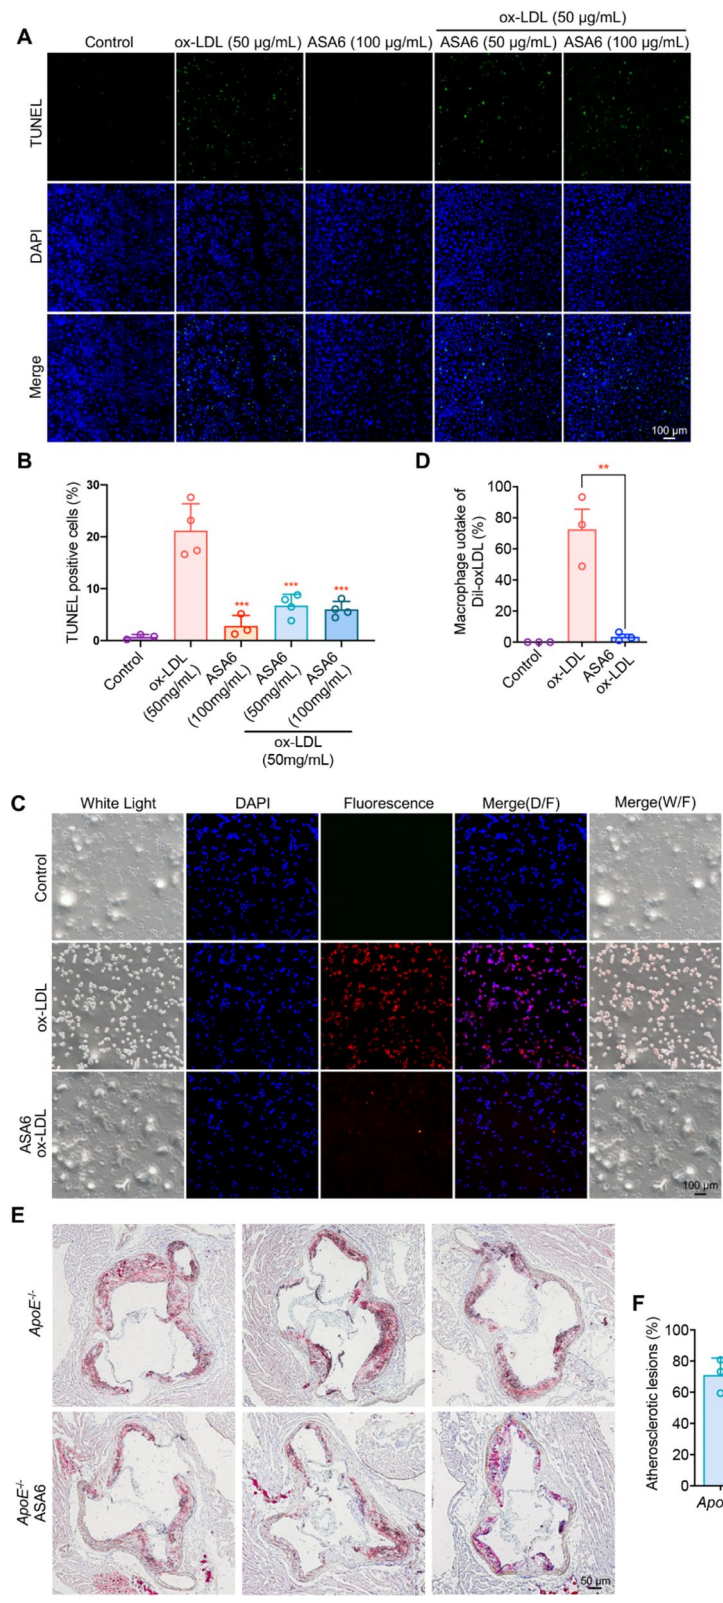 A
ox-LDL (50 µg/mL)
Control
ox-LDL (50 µg/mL)
ASA6 (100 µg/mL)
ASA6 (50 µg/mL)
ASA6 (100 µg/mL)
TUNEL
DAPI
Merge
100 µm
B
TUNEL positive cells (%)
30
20
10
0
***
***
***
Control
ox-LDL
(50mg/mL)
ASA6
(100mg/mL)
ASA6
(50mg/mL)
ASA6
(100mg/mL)
ox-LDL
(50mg/mL)
D
Macrophage uotake of
Dil-oxLDL (%)
100
80
60
40
20
0
**
Control
ox-LDL
ASA6
ox-LDL
C
White Light
DAPI
Fluorescence
Merge(D/F)
Merge(W/F)
Control
ox-LDL
ASA6
ox-LDL
100 µm
E
ApoE-/-
ApoE-/-
ASA6
50 µm
F
Atherosclerotic lesions (%)
100
80
60
40
20
0
Apo